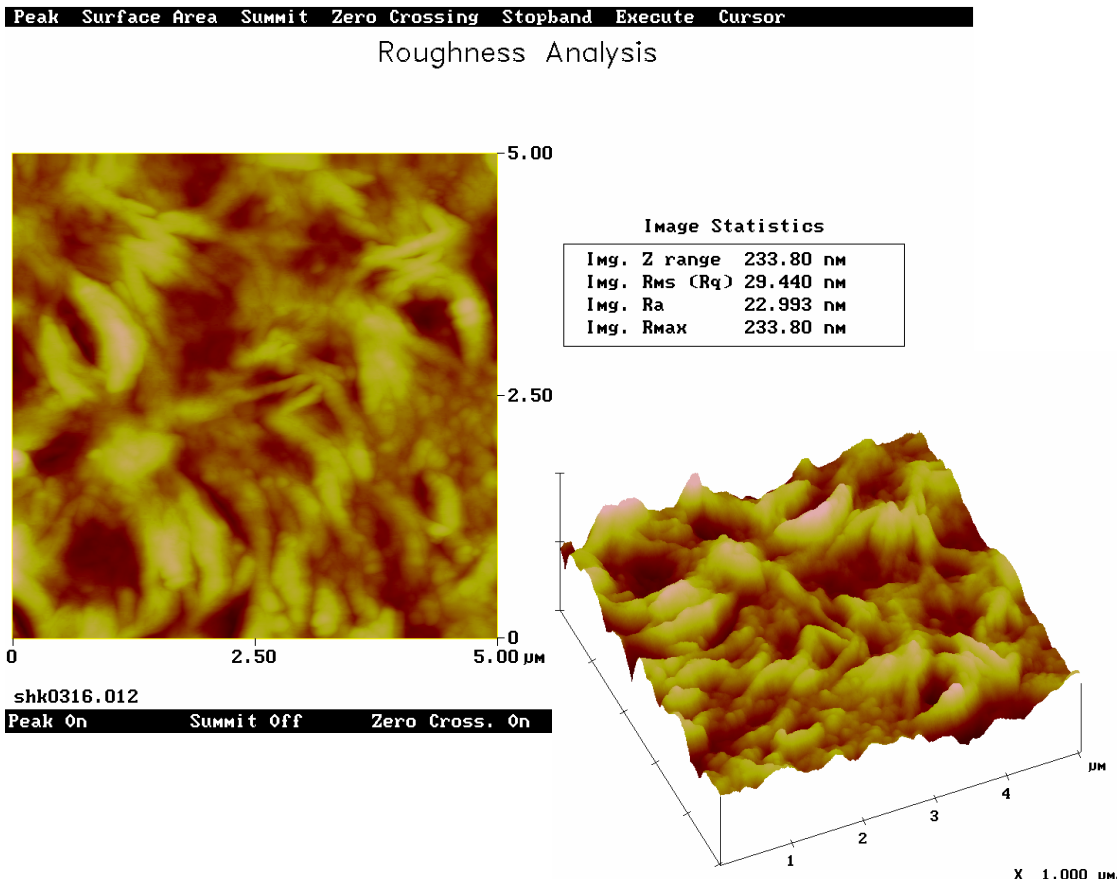 Peak Surface Area Summit Zero Crossing Stopband Execute Cursor
Roughness Analysis
5.00
2.50
0
0 2.50 5.00 µm
Image Statistics
Img. Z range 233.80 nm
Img. Rms (Rq) 29.440 nm
Img. Ra 22.993 nm
Img. Rmax 233.80 nm
shk0316.012
Peak On Summit Off Zero Cross. On
1
2
3
4
µm
X 1.000 µm